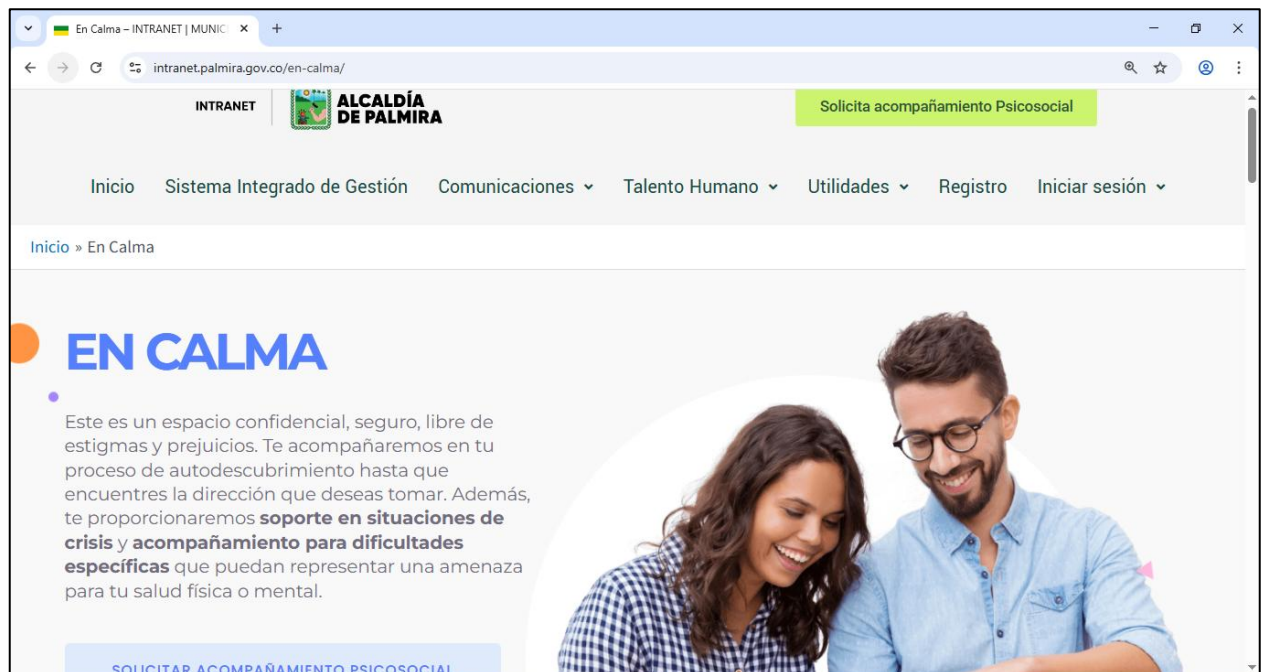 En Calma – INTRANET | MUNIC
intranet.palmira.gov.co/en-calma/
INTRANET
ALCALDÍA
DE PALMIRA
Solicita acompañamiento Psicosocial
Inicio Sistema Integrado de Gestión Comunicaciones Talento Humano Utilidades Registro Iniciar sesión
Inicio » En Calma
EN CALMA
Este es un espacio confidencial, seguro, libre de
estigmas y prejuicios. Te acompañaremos en tu
proceso de autodescubrimiento hasta que
encuentres la dirección que deseas tomar. Además,
te proporcionaremos soporte en situaciones de
crisis y acompañamiento para dificultades
específicas que puedan representar una amenaza
para tu salud física o mental.
SOLICITAR ACOMPAÑAMIENTO PSICOSOCIAL